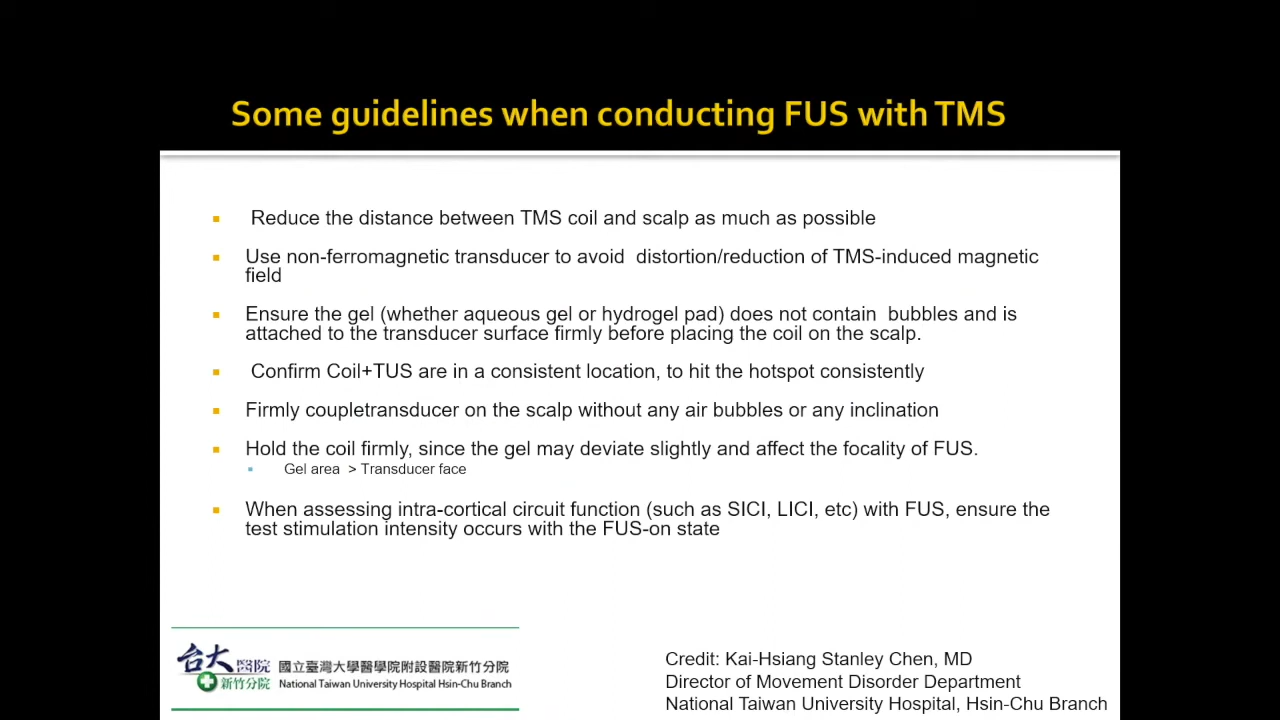 Some guidelines when conducting FUS with TMS
Reduce the distance between TMS coil and scalp as much as possible
Use non-ferromagnetic transducer to avoid distortion/reduction of TMS-induced magnetic
field
Ensure the gel (whether aqueous gel or hydrogel pad) does not contain bubbles and is
attached to the transducer surface firmly before placing the coil on the scalp.
Confirm Coil+TUS are in a consistent location, to hit the hotspot consistently
Firmly coupletransducer on the scalp without any air bubbles or any inclination
Hold the coil firmly, since the gel may deviate slightly and affect the focality of FUS.
Gel area > Transducer face
When assessing intra-cortical circuit function (such as SICI, LICI, etc) with FUS, ensure the
test stimulation intensity occurs with the FUS-on state
台大醫院
新竹分院
國立臺灣大學醫學院附設醫院新竹分院
National Taiwan University Hospital Hsin-Chu Branch
Credit: Kai-Hsiang Stanley Chen, MD
Director of Movement Disorder Department
National Taiwan University Hospital, Hsin-Chu Branch